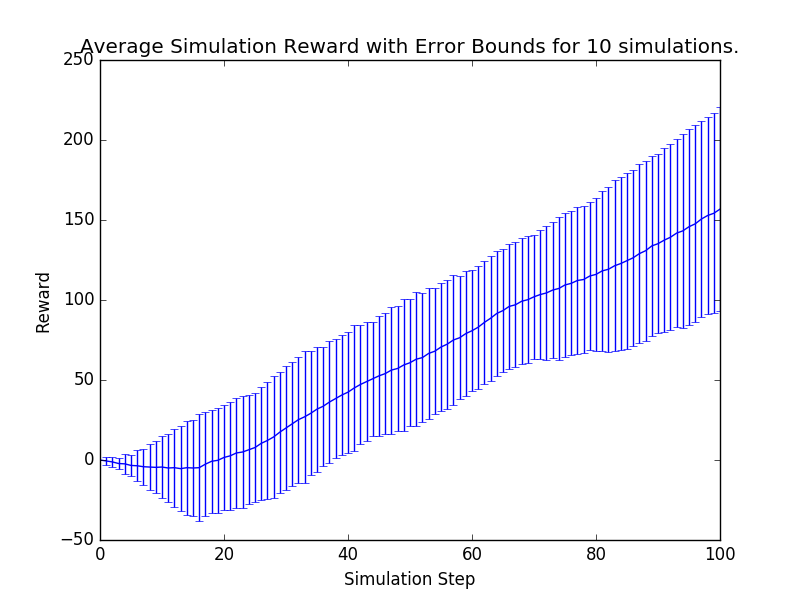 Average Simulation Reward with Error Bounds for 10 simulations.
250
200
150
100
50
0
−50
Reward
0 20 40 60 80 100
Simulation Step